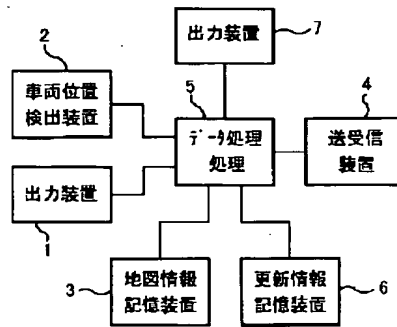 出力装置
7
2
車両位置
検出装置
5
データ処理
処理
4
送受信
装置
出力装置
1
3
地図情報
記憶装置
更新情報
記憶装置
6